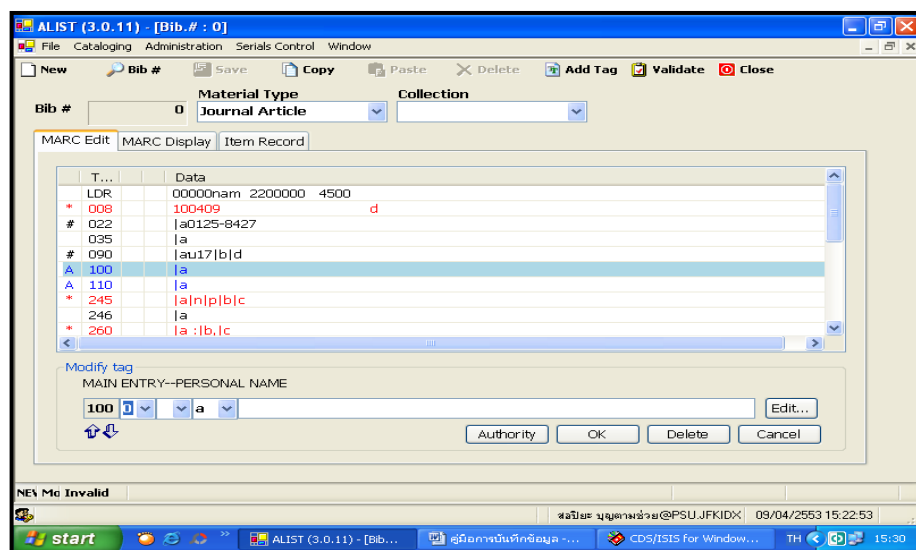 ALIST (3.0.11) - [Bib.# : 0]
File Cataloging Administration Serials Control Window
New Bib # Save Copy Paste Delete Add Tag Validate Close
Material Type Collection
Bib # 0 Journal Article
MARC Edit MARC Display Item Record
T... Data
LDR 00000nam 2200000 4500
* 008 100409 d
# 022 |a0125-8427
035 |a
# 090 |au17|b|d
A 100 |a
A 110 |a
* 245 |a|n|p|b|c
246 |a
* 260 |a :|b,|c
Modify tag
MAIN ENTRY--PERSONAL NAME
100 0 a Edit...
Authority OK Delete Cancel
NEW Mo Invalid
บุญตามช่วย@PSU.JFKIDX 09/04/2553 15:22:53
start ALIST (3.0.11) - [Bib... คู่มือการบันทึกข้อมูล -... CDS/ISIS for Window... TH 15:30